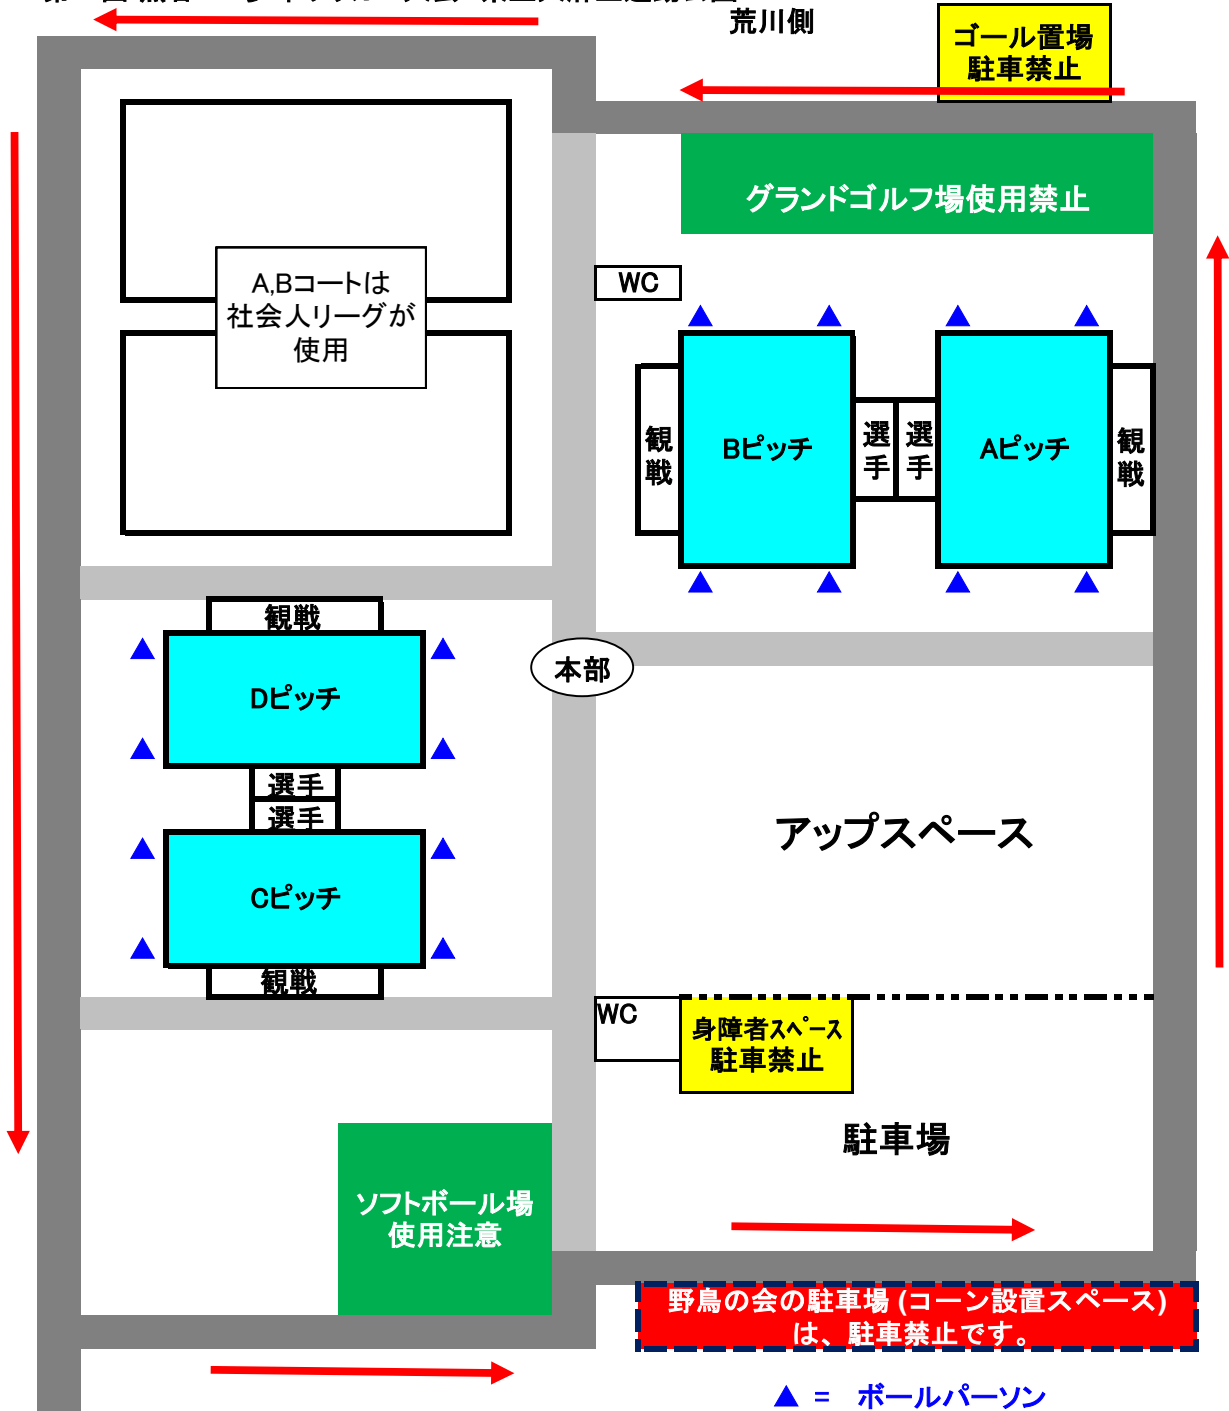 荒川側
ゴール置場
駐車禁止
グランドゴルフ場使用禁止
A,Bコートは
社会人リーグが
使用
WC
観戦
Bピッチ
選手
選手
Aピッチ
観戦
観戦
Dピッチ
選手
選手
Cピッチ
観戦
本部
アップスペース
WC
身障者スペース
駐車禁止
駐車場
ソフトボール場
使用注意
野鳥の会の駐車場 (コーン設置スペース)
は、駐車禁止です。
▲ = ボールパーソン